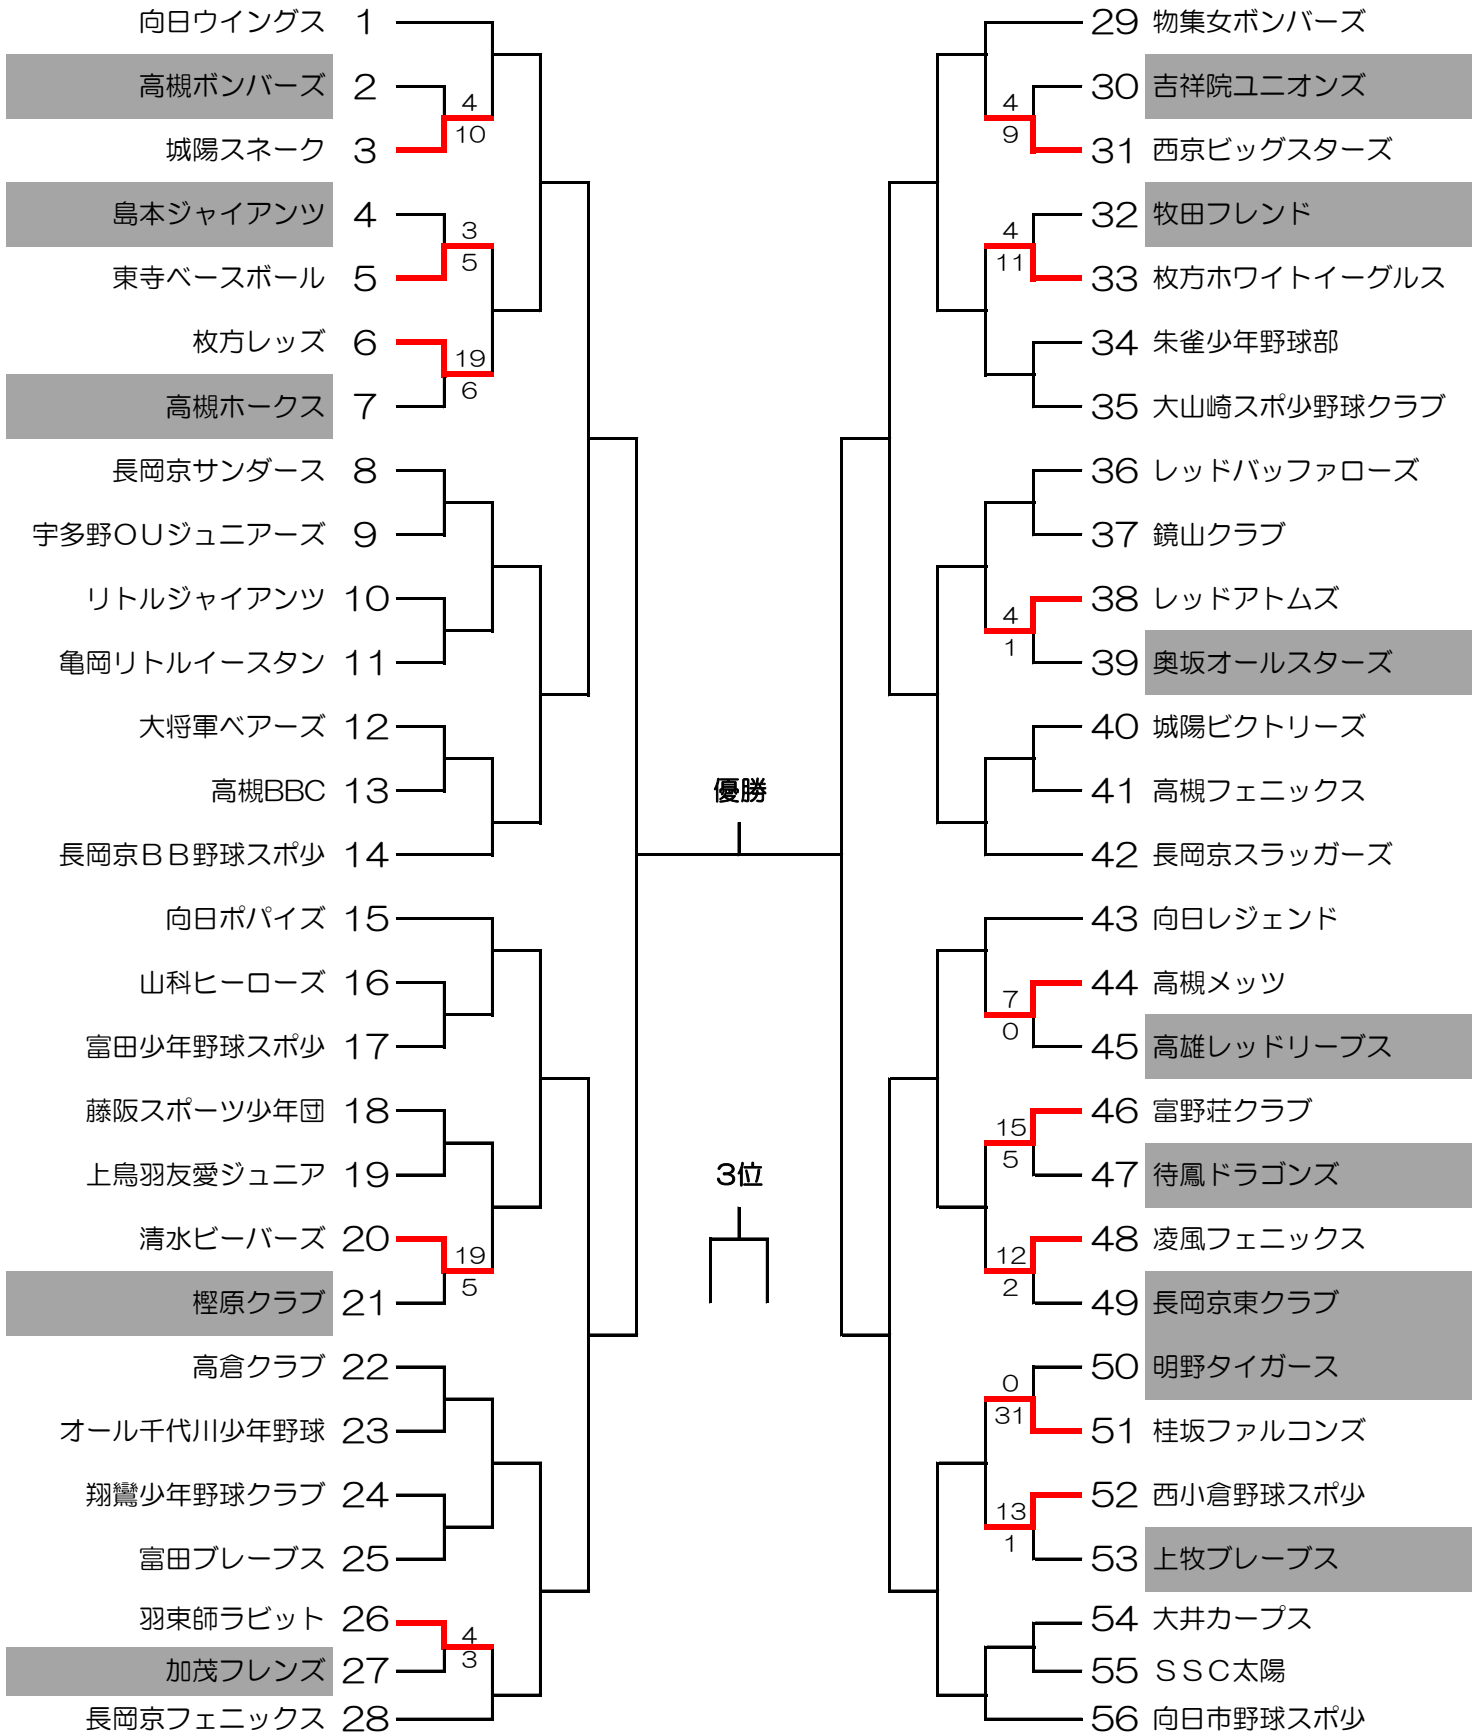 向日ウイングス 1
高槻ボンバーズ 2
4
10
城陽スネーク 3
島本ジャイアンツ 4
3
5
東寺ベースボール 5
枚方レッズ 6
19
6
高槻ホークス 7
長岡京サンダース 8
宇多野OUジュニアーズ 9
リトルジャイアンツ 10
亀岡リトルイースタン 11
大将軍ベアーズ 12
高槻BBC 13
長岡京BB野球スポ少 14
向日ポパイズ 15
山科ヒーローズ 16
富田少年野球スポ少 17
藤阪スポーツ少年団 18
上鳥羽友愛ジュニア 19
清水ビーバーズ 20
19
5
樫原クラブ 21
高倉クラブ 22
オール千代川少年野球 23
翔鸞少年野球クラブ 24
富田ブレーブス 25
羽束師ラビット 26
4
3
加茂フレンズ 27
長岡京フェニックス 28
優勝
3位
29 物集女ボンバーズ
30 吉祥院ユニオンズ
4
9
31 西京ビッグスターズ
32 牧田フレンド
4
11
33 枚方ホワイトイーグルス
34 朱雀少年野球部
35 大山崎スポ少野球クラブ
36 レッドバッファローズ
37 鏡山クラブ
38 レッドアトムズ
4
1
39 奥坂オールスターズ
40 城陽ビクトリーズ
41 高槻フェニックス
42 長岡京スラッガーズ
43 向日レジェンド
44 高槻メッツ
7
0
45 高雄レッドリーブス
46 富野荘クラブ
15
5
47 待鳳ドラゴンズ
48 凌風フェニックス
12
2
49 長岡京東クラブ
50 明野タイガース
0
31
51 桂坂ファルコンズ
52 西小倉野球スポ少
13
1
53 上牧ブレーブス
54 大井カープス
55 SSC太陽
56 向日市野球スポ少